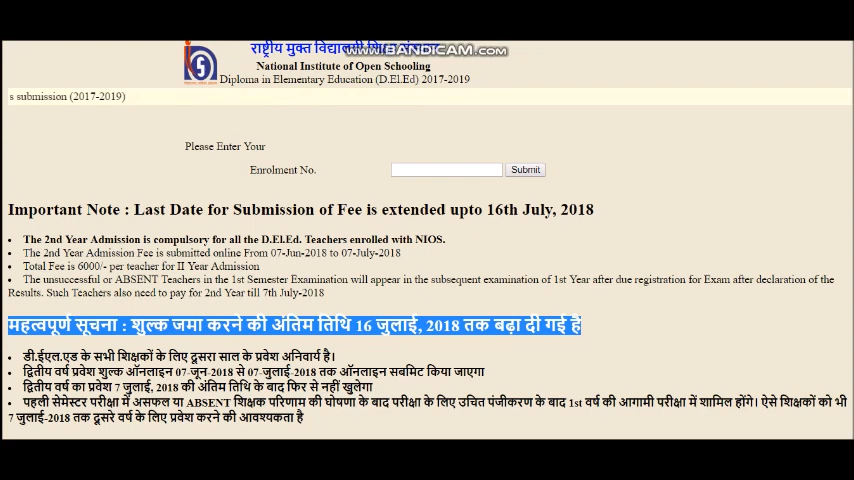 राष्ट्रीय मुक्त विद्यालयी शिक्षा संस्थान
WWW.BANDICAM.COM
National Institute of Open Schooling
Diploma in Elementary Education (D.El.Ed) 2017-2019
s submission (2017-2019)
Please Enter Your
Enrolment No.
Submit
Important Note : Last Date for Submission of Fee is extended upto 16th July, 2018
• The 2nd Year Admission is compulsory for all the D.El.Ed. Teachers enrolled with NIOS.
• The 2nd Year Admission Fee is submitted online From 07-Jun-2018 to 07-July-2018
• Total Fee is 6000/- per teacher for II Year Admission
• The unsuccessful or ABSENT Teachers in the 1st Semester Examination will appear in the subsequent examination of 1st Year after due registration for Exam after declaration of the
Results. Such Teachers also need to pay for 2nd Year till 7th July-2018
महत्वपूर्ण सूचना : शुल्क जमा करने की अंतिम तिथि 16 जुलाई, 2018 तक बढ़ा दी गई है
• डी.ईएल.एड के सभी शिक्षकों के लिए दूसरा साल के प्रवेश अनिवार्य है।
• द्वितीय वर्ष प्रवेश शुल्क ऑनलाइन 07-जून-2018 से 07-जुलाई-2018 तक ऑनलाइन सबमिट किया जाएगा
• द्वितीय वर्ष का प्रवेश 7 जुलाई, 2018 की अंतिम तिथि के बाद फिर से नहीं खुलेगा
• पहली सेमेस्टर परीक्षा में असफल या ABSENT शिक्षक परिणाम की घोषणा के बाद परीक्षा के लिए उचित पंजीकरण के बाद 1st वर्ष की आगामी परीक्षा में शामिल होंगे। ऐसे शिक्षकों को भी
7 जुलाई-2018 तक दूसरे वर्ष के लिए प्रवेश करने की आवश्यकता है